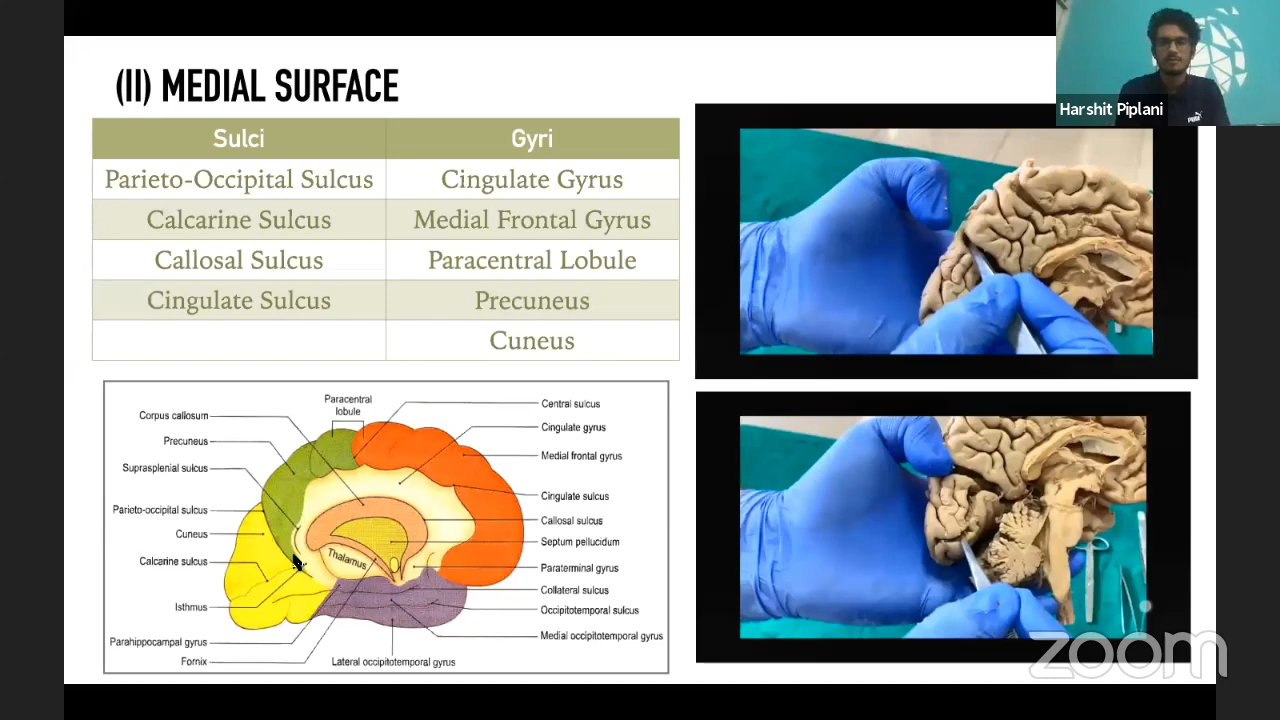 (II) MEDIAL SURFACE
Harshit Piplani
PUMA
Sulci Gyri
Parieto-Occipital Sulcus Cingulate Gyrus
Calcarine Sulcus Medial Frontal Gyrus
Callosal Sulcus Paracentral Lobule
Cingulate Sulcus Precuneus
Cuneus
Paracentral
lobule
Corpus callosum
Precuneus
Suprasplenial sulcus
Parieto-occipital sulcus
Cuneus
Calcarine sulcus
Isthmus
Parahippocampal gyrus
Fornix
Thalamus
Central sulcus
Cingulate gyrus
Medial frontal gyrus
Cingulate sulcus
Callosal sulcus
Septum pellucidum
Paraterminal gyrus
Collateral sulcus
Occipitotemporal sulcus
Medial occipitotemporal gyrus
Lateral occipitotemporal gyrus
zoom